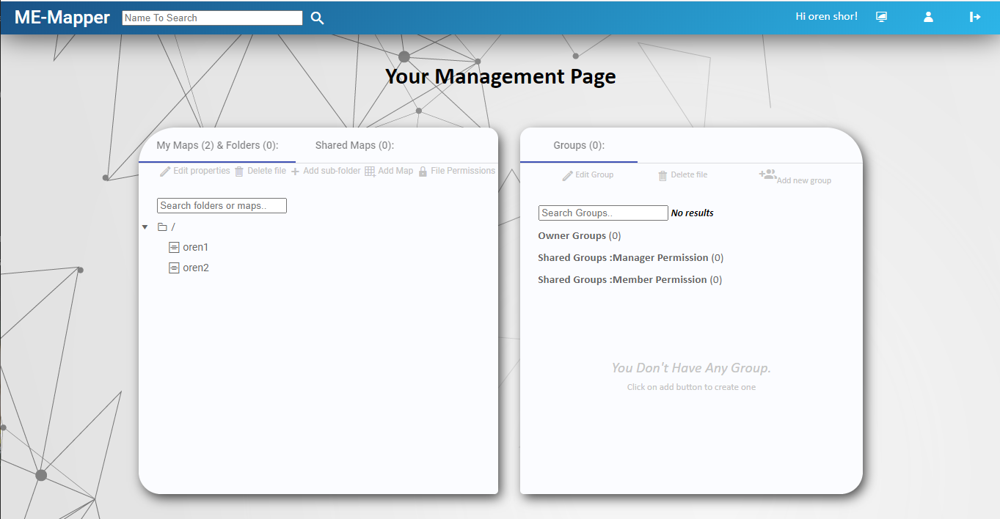 ME-Mapper Name To Search Hi oren shor!
Your Management Page
My Maps (2) & Folders (0): Shared Maps (0):
Edit properties Delete file Add sub-folder Add Map File Permissions
Search folders or maps..
/
oren1
oren2
Groups (0):
Edit Group Delete file Add new group
Search Groups.. No results
Owner Groups (0)
Shared Groups :Manager Permission (0)
Shared Groups :Member Permission (0)
You Don't Have Any Group.
Click on add button to create one